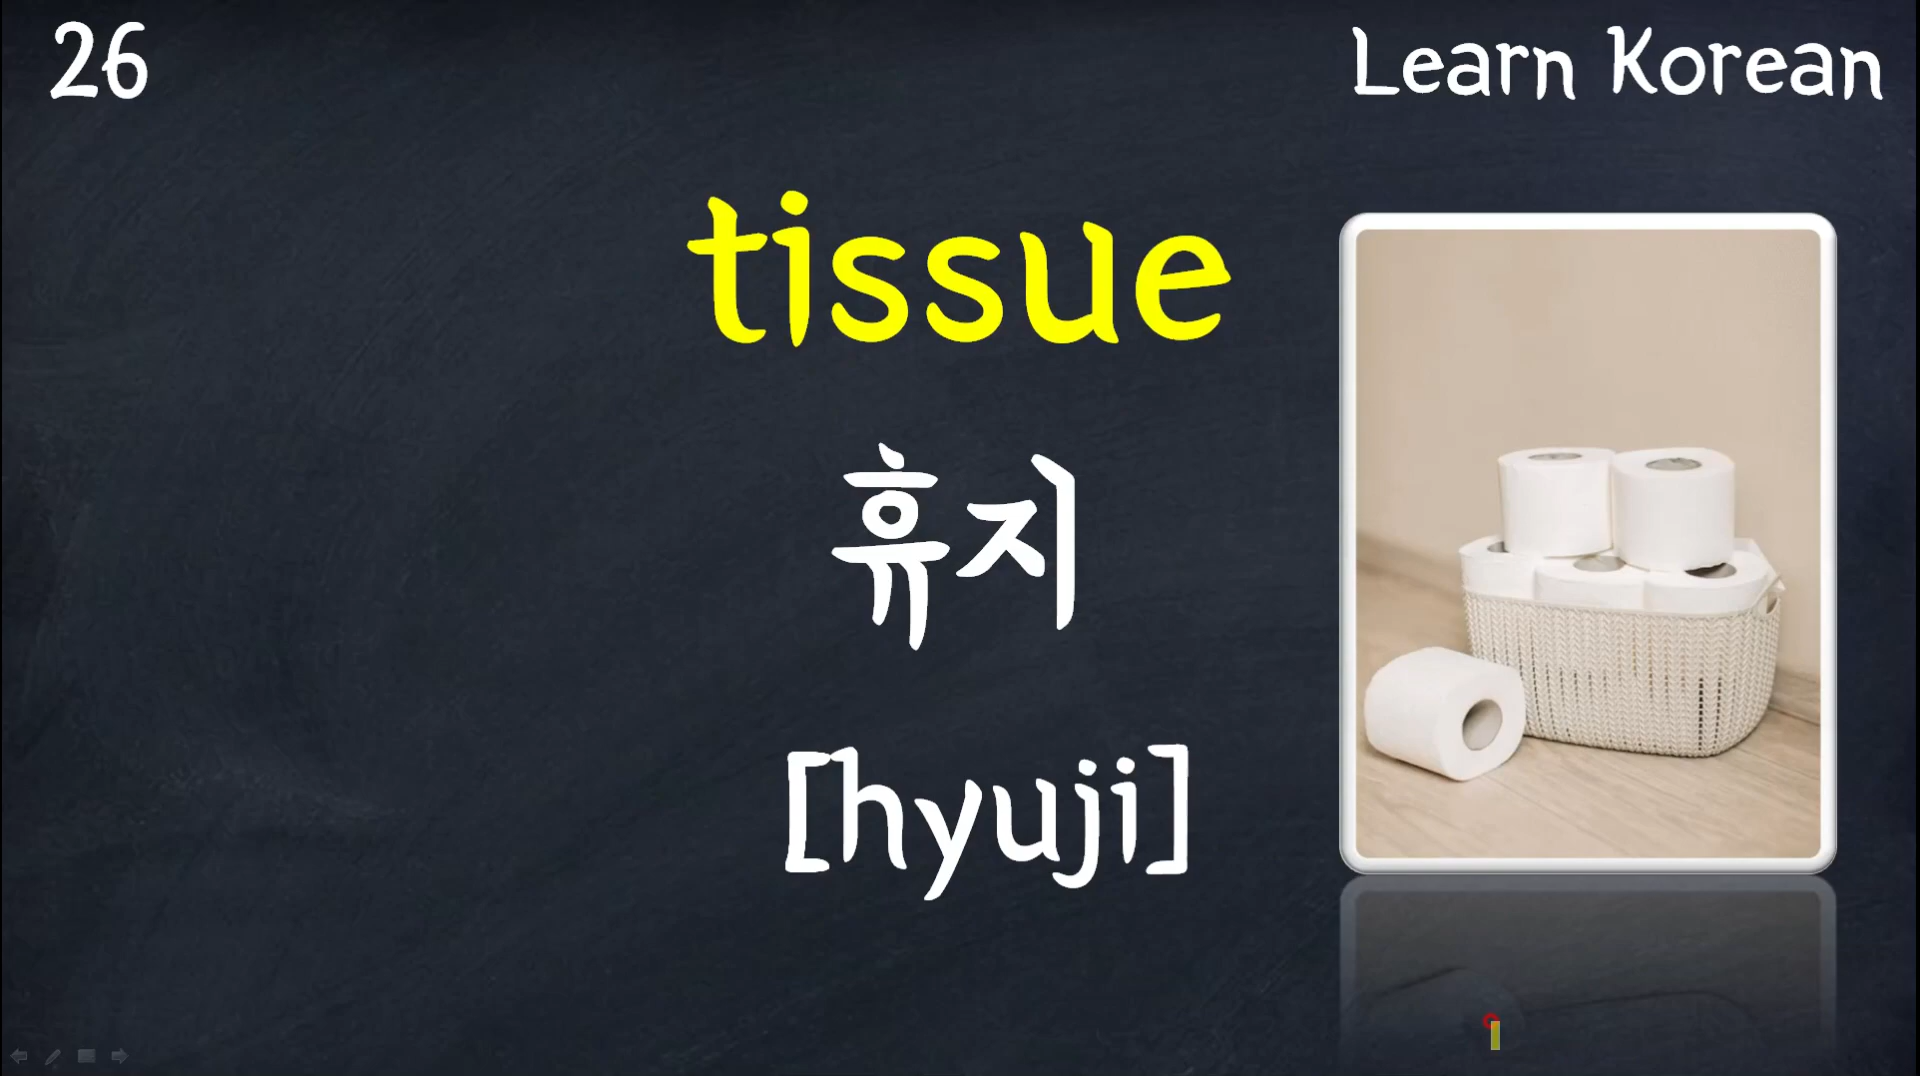 26
Learn Korean
tissue
휴지
[hyuji]